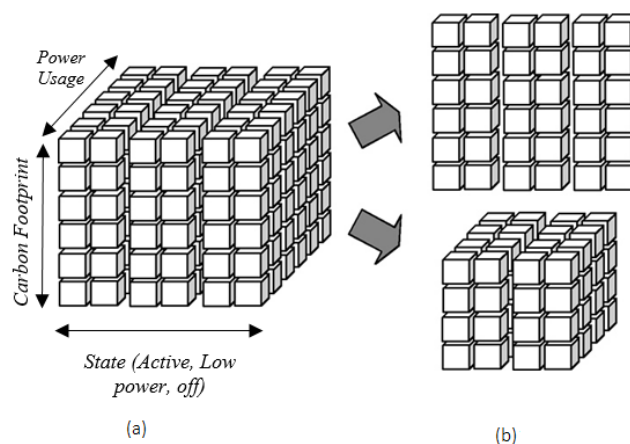 Power
Usage
Carbon Footprint
State (Active, Low
power, off)
(a)
(b)